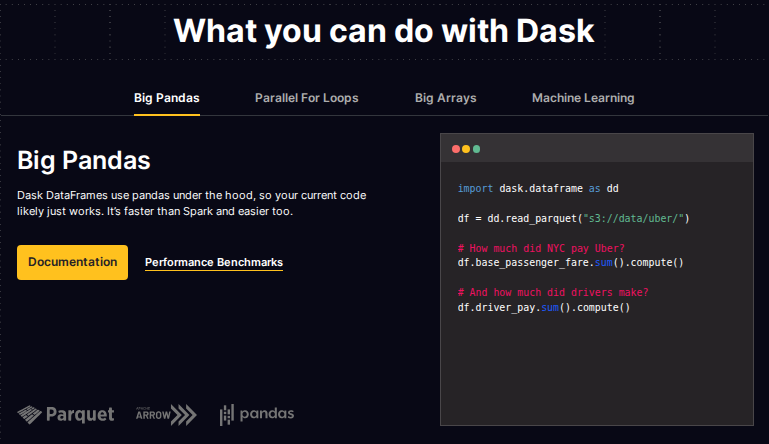 What you can do with Dask
Big Pandas
Parallel For Loops
Big Arrays
Machine Learning
Big Pandas
Dask DataFrames use pandas under the hood, so your current code
likely just works. It's faster than Spark and easier too.
Documentation
Performance Benchmarks
import dask.dataframe as dd
df = dd.read_parquet("s3://data/uber/")
# How much did NYC pay Uber?
df.base_passenger_fare.sum().compute()
# And how much did drivers make?
df.driver_pay.sum().compute()
Parquet
ARROW
pandas